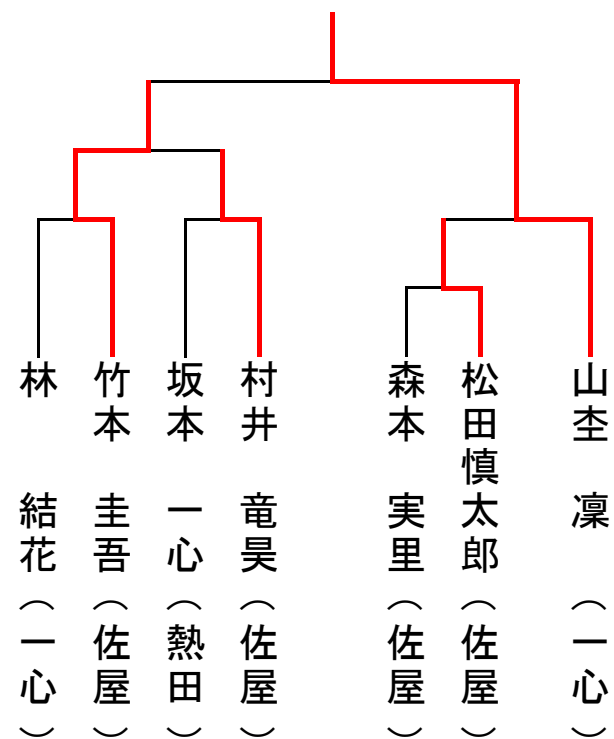 林　結花（一心）
竹本　圭吾（佐屋）
坂本　一心（熱田）
村井　竜昊（佐屋）
森本　実里（佐屋）
松田慎太郎（佐屋）
山杢　凜（一心）